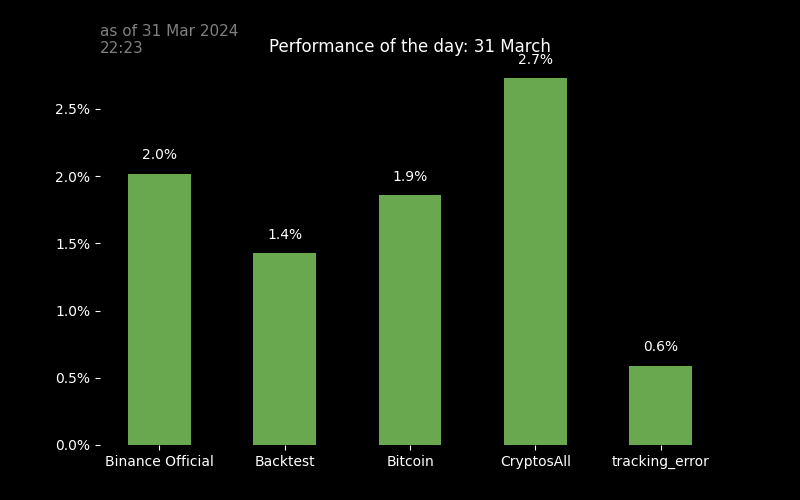 as of 31 Mar 2024
22:23
Performance of the day: 31 March
2.7%
2.5%
2.0%
2.0%
1.9%
1.5%
1.4%
1.0%
0.6%
0.5%
0.0%
Binance Official
Backtest
Bitcoin
CryptosAll
tracking_error